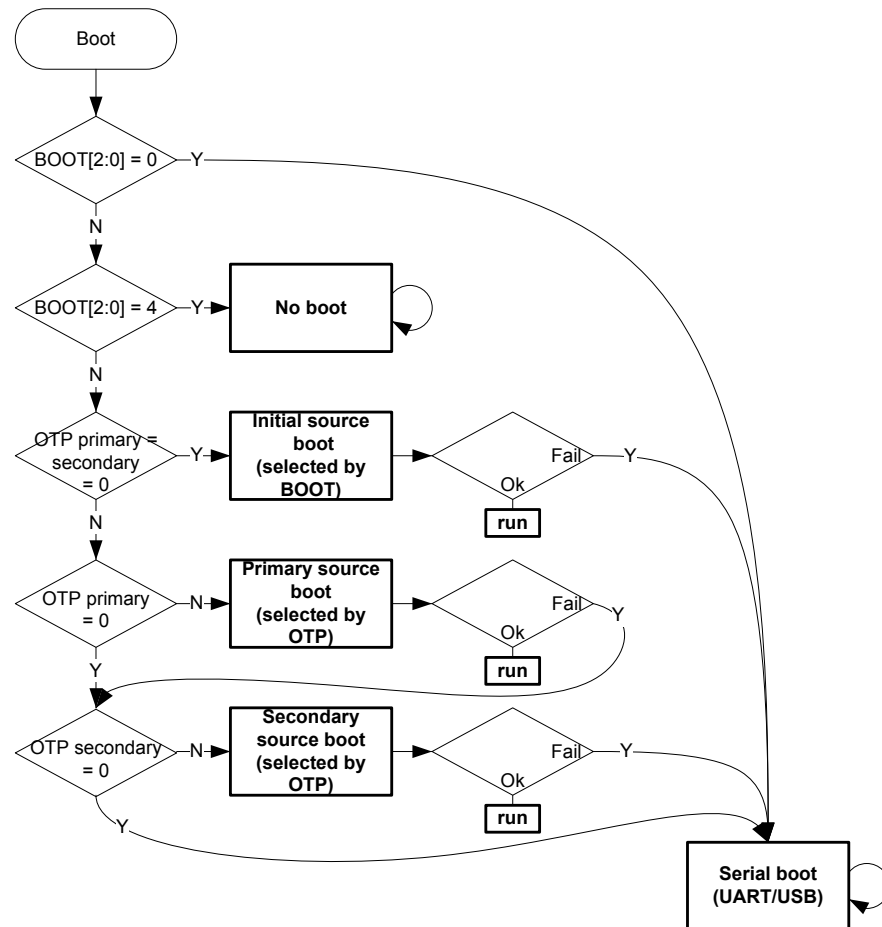 Boot
BOOT[2:0] = 0
Y
N
BOOT[2:0] = 4
Y
No boot
N
OTP primary =
secondary
= 0
Y
Initial source
boot
(selected by
BOOT)
Fail
Y
Ok
run
N
OTP primary
= 0
N
Primary source
boot
(selected by
OTP)
Fail
Y
Ok
run
Y
OTP secondary
= 0
N
Secondary
source boot
(selected by
OTP)
Fail
Y
Ok
run
Y
Serial boot
(UART/USB)